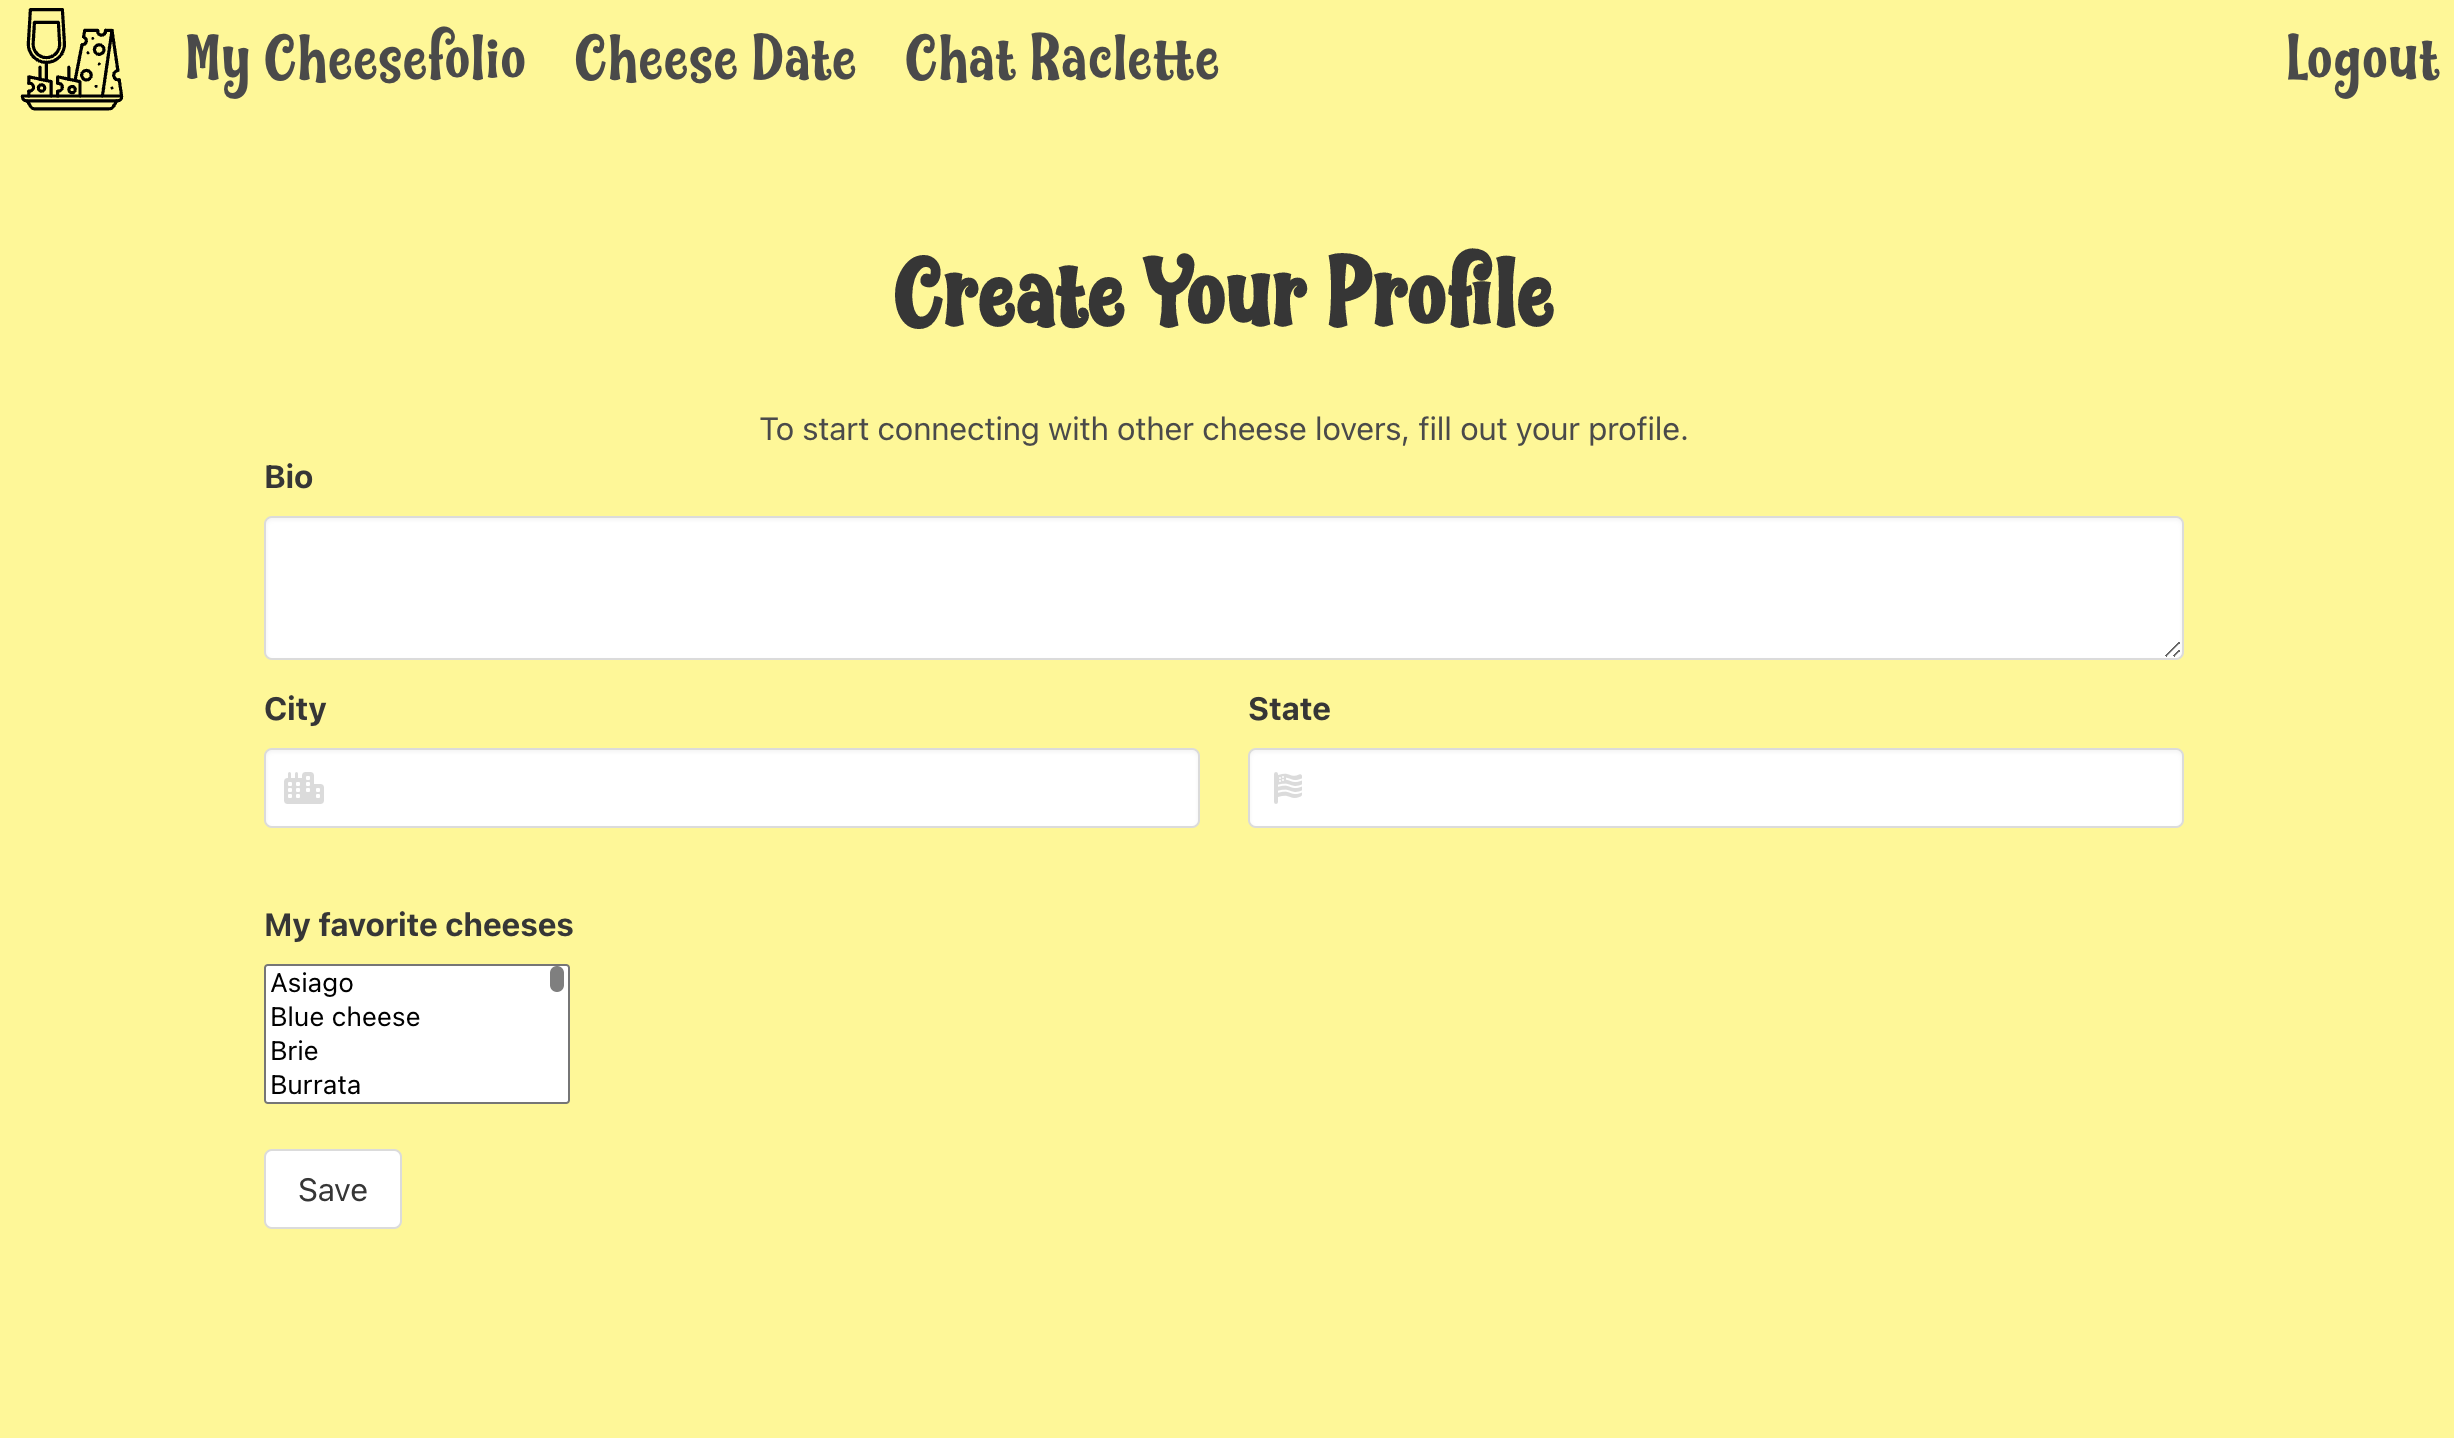 My Cheesefolio Cheese Date Chat Raclette Logout
Create Your Profile
To start connecting with other cheese lovers, fill out your profile.
Bio
City State
My favorite cheeses
Asiago
Blue cheese
Brie
Burrata
Save